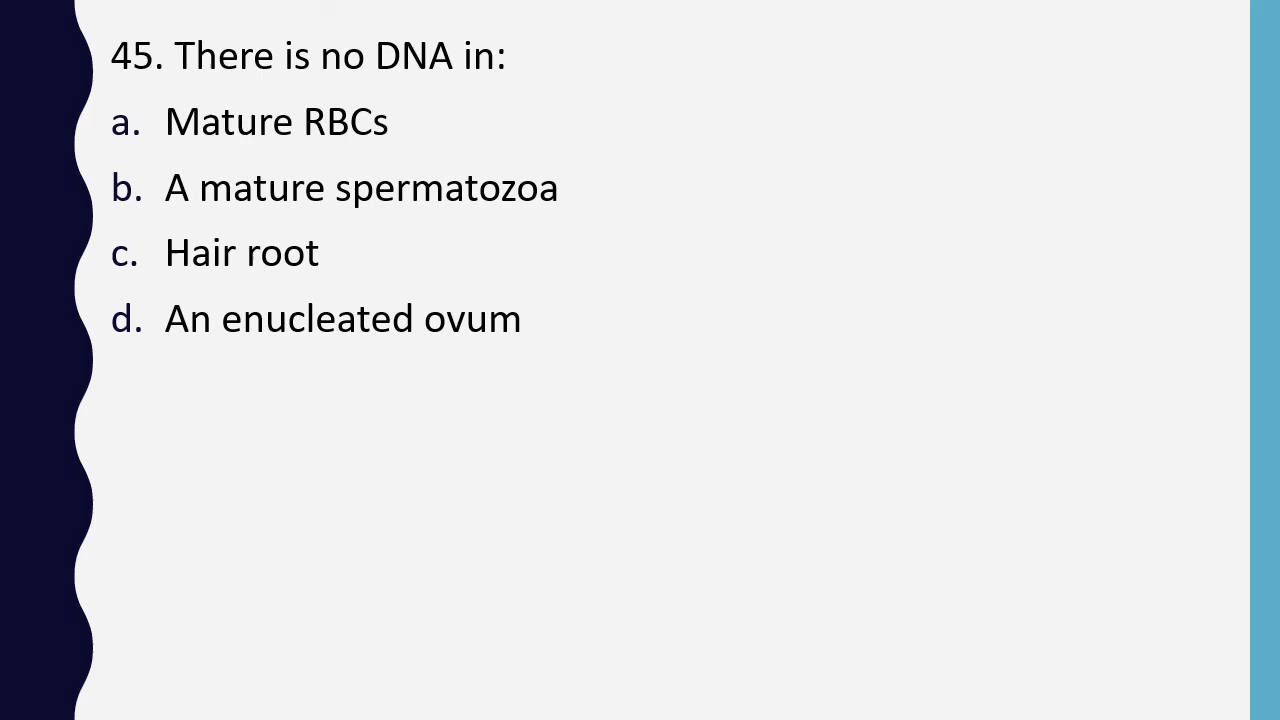 45. There is no DNA in:
a. Mature RBCs
b. A mature spermatozoa
c. Hair root
d. An enucleated ovum